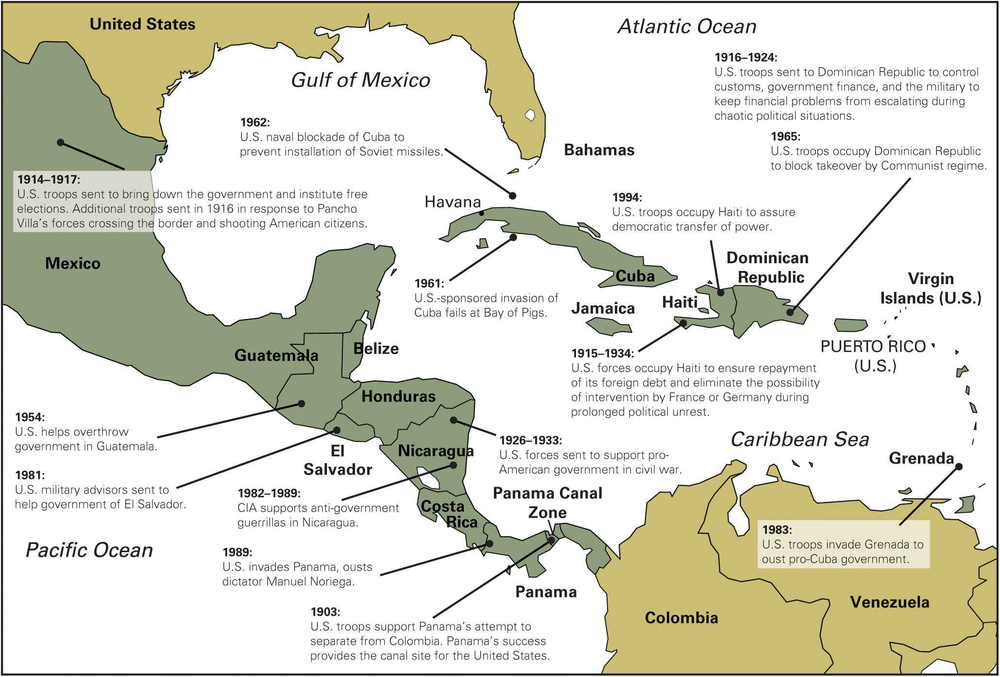 United States
Atlantic Ocean
1916–1924:
U.S. troops sent to Dominican Republic to control
customs, government finance, and the military to
keep financial problems from escalating during
chaotic political situations.
Gulf of Mexico
1962:
U.S. naval blockade of Cuba to
prevent installation of Soviet missiles.
Bahamas
1965:
U.S. troops occupy Dominican Republic
to block takeover by Communist regime.
1914–1917:
U.S. troops sent to bring down the government and institute free
elections. Additional troops sent in 1916 in response to Pancho
Villa’s forces crossing the border and shooting American citizens.
Havana
1994:
U.S. troops occupy Haiti to assure
democratic transfer of power.
Mexico
Dominican
Republic
1961:
U.S.-sponsored invasion of
Cuba fails at Bay of Pigs.
Cuba
Virgin
Islands (U.S.)
Jamaica
Haiti
PUERTO RICO
(U.S.)
Guatemala
Belize
1915–1934:
U.S. forces occupy Haiti to ensure repayment
of its foreign debt and eliminate the possibility
of intervention by France or Germany during
prolonged political unrest.
Honduras
1954:
U.S. helps overthrow
government in Guatemala.
El
Salvador
Nicaragua
1926–1933:
U.S. forces sent to support pro-
American government in civil war.
Caribbean Sea
Grenada
1981:
U.S. military advisors sent to
help government of El Salvador.
1982–1989:
CIA supports anti-government
guerrillas in Nicaragua.
Costa
Rica
Panama Canal
Zone
1983:
U.S. troops invade Grenada to
oust pro-Cuba government.
Pacific Ocean
1989:
U.S. invades Panama, ousts
dictator Manuel Noriega.
Panama
Venezuela
Colombia
1903:
U.S. troops support Panama’s attempt to
separate from Colombia. Panama’s success
provides the canal site for the United States.